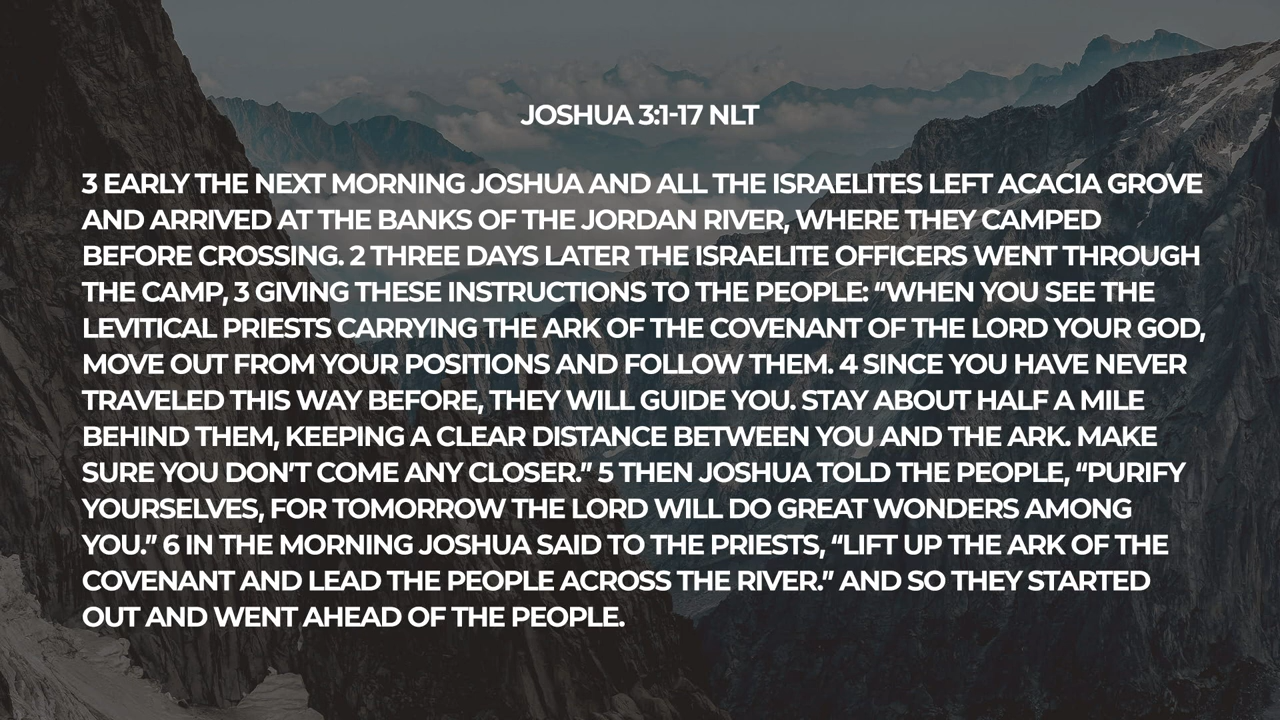 JOSHUA 3:1-17 NLT
3 EARLY THE NEXT MORNING JOSHUA AND ALL THE ISRAELITES LEFT ACACIA GROVE
AND ARRIVED AT THE BANKS OF THE JORDAN RIVER, WHERE THEY CAMPED
BEFORE CROSSING. 2 THREE DAYS LATER THE ISRAELITE OFFICERS WENT THROUGH
THE CAMP, 3 GIVING THESE INSTRUCTIONS TO THE PEOPLE: “WHEN YOU SEE THE
LEVITICAL PRIESTS CARRYING THE ARK OF THE COVENANT OF THE LORD YOUR GOD,
MOVE OUT FROM YOUR POSITIONS AND FOLLOW THEM. 4 SINCE YOU HAVE NEVER
TRAVELED THIS WAY BEFORE, THEY WILL GUIDE YOU. STAY ABOUT HALF A MILE
BEHIND THEM, KEEPING A CLEAR DISTANCE BETWEEN YOU AND THE ARK. MAKE
SURE YOU DON’T COME ANY CLOSER.” 5 THEN JOSHUA TOLD THE PEOPLE, “PURIFY
YOURSELVES, FOR TOMORROW THE LORD WILL DO GREAT WONDERS AMONG
YOU.” 6 IN THE MORNING JOSHUA SAID TO THE PRIESTS, “LIFT UP THE ARK OF THE
COVENANT AND LEAD THE PEOPLE ACROSS THE RIVER.” AND SO THEY STARTED
OUT AND WENT AHEAD OF THE PEOPLE.